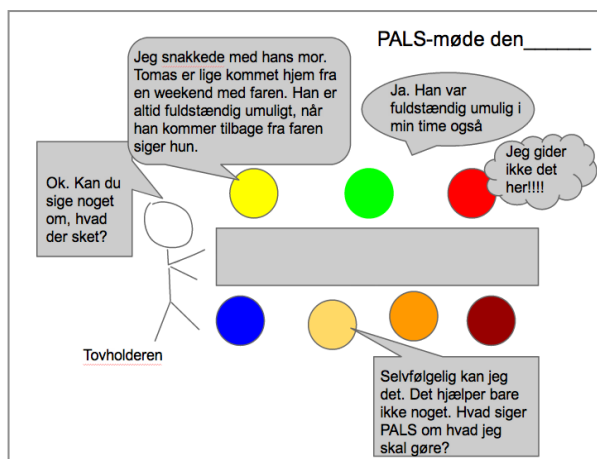 PALS-møde den______
Jeg snakkede med hans mor.
Tomas er lige kommet hjem fra
en weekend med faren. Han er
altid fuldstændig umuligt, når
han kommer tilbage fra faren
siger hun.
Ja. Han var
fuldstændig umulig i
min time også
Jeg gider
ikke det
her!!!!
Ok. Kan du
sige noget
om, hvad
der sket?
Tovholderen
Selvfølgelig kan jeg
det. Det hjælper bare
ikke noget. Hvad siger
PALS om hvad jeg
skal gøre?